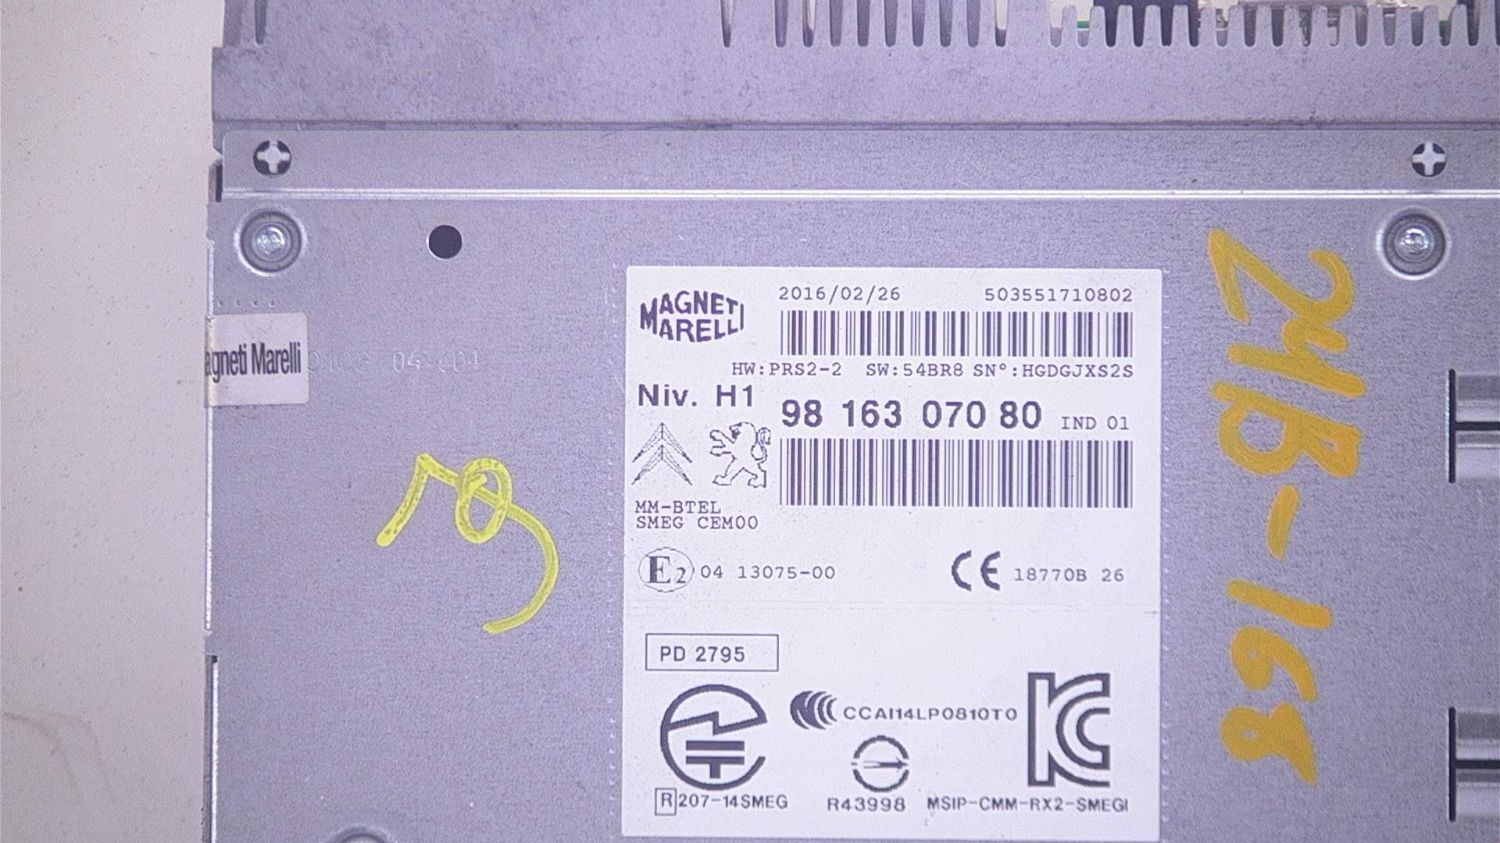 MAGNETI
MARELLI
2016/02/26 503551710802
HW:PRS2-2 SW:54BR8 SN°:HGDGJXS2S
Niv. H1
98 163 070 80 IND 01
MM-BTEL
SMEG CEM00
E2 04 13075-00
CE 18770B 26
PD 2795
CCAI14LP0810T0
R 207-14SMEG
R43998
MSIP-CMM-RX2-SMEGI
agneti Marelli
24B-168